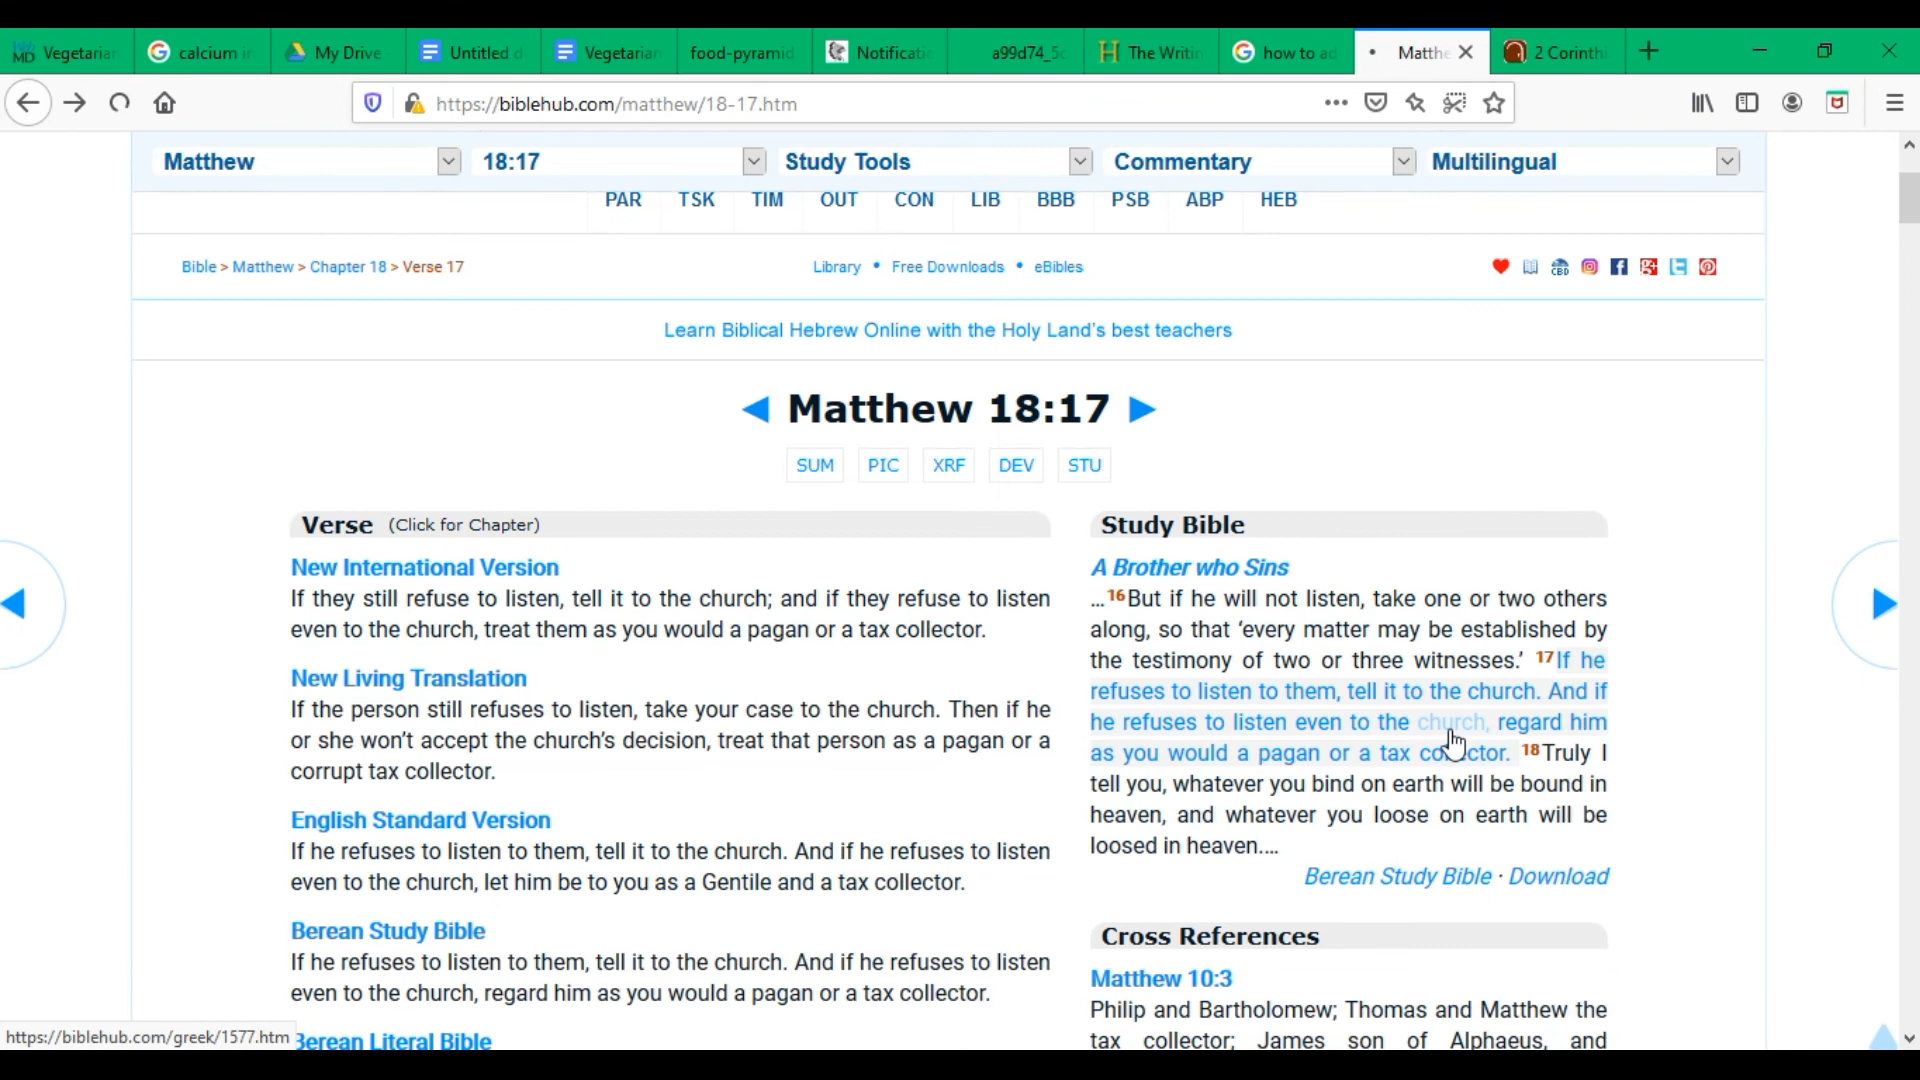 Web MD Vegetarian calcium in My Drive - Untitled d Vegetarian food-pyramid Notificatio a99d74_5c H The Writin how to ad Matthe 2 Corinthi
https://biblehub.com/matthew/18-17.htm
Matthew 18:17 Study Tools Commentary Multilingual
PAR TSK TIM OUT CON LIB BBB PSB ABP HEB
Bible > Matthew > Chapter 18 > Verse 17 Library • Free Downloads • eBibles CBD
Learn Biblical Hebrew Online with the Holy Land's best teachers
◀ Matthew 18:17 ▶
SUM PIC XRF DEV STU
Verse (Click for Chapter)
New International Version
If they still refuse to listen, tell it to the church; and if they refuse to listen
even to the church, treat them as you would a pagan or a tax collector.
New Living Translation
If the person still refuses to listen, take your case to the church. Then if he
or she won't accept the church's decision, treat that person as a pagan or a
corrupt tax collector.
English Standard Version
If he refuses to listen to them, tell it to the church. And if he refuses to listen
even to the church, let him be to you as a Gentile and a tax collector.
Berean Study Bible
If he refuses to listen to them, tell it to the church. And if he refuses to listen
even to the church, regard him as you would a pagan or a tax collector.
Berean Literal Bible
Study Bible
A Brother who Sins
…16But if he will not listen, take one or two others
along, so that 'every matter may be established by
the testimony of two or three witnesses.' 17If he
refuses to listen to them, tell it to the church. And if
he refuses to listen even to the church, regard him
as you would a pagan or a tax collector. 18Truly I
tell you, whatever you bind on earth will be bound in
heaven, and whatever you loose on earth will be
loosed in heaven.…
Berean Study Bible · Download
Cross References
Matthew 10:3
Philip and Bartholomew; Thomas and Matthew the
tax collector; James son of Alphaeus, and
https://biblehub.com/greek/1577.htm